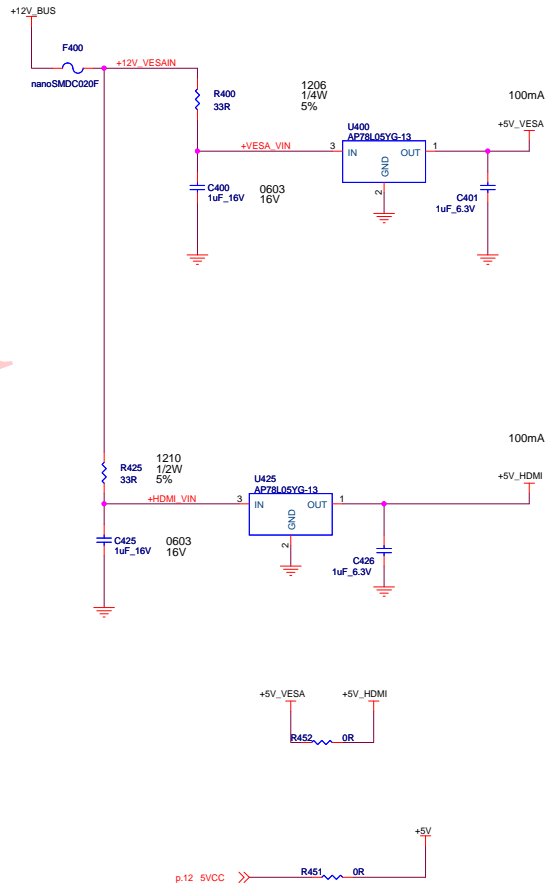 +12V_BUS
F400
+12V_VESAIN
nanoSMDC020F
R400
33R
1206
1/4W
5%
100mA
+5V_VESA
U400
AP78L05YG-13
+VESA_VIN
3
IN
OUT
1
GND
2
C400
1uF_16V
0603
16V
C401
1uF_6.3V
100mA
+5V_HDMI
R425
33R
1210
1/2W
5%
U425
AP78L05YG-13
+HDMI_VIN
3
IN
OUT
1
GND
2
C425
1uF_16V
0603
16V
C426
1uF_6.3V
+5V_VESA
+5V_HDMI
R452
0R
+5V
p.12 5VCC
R451
0R